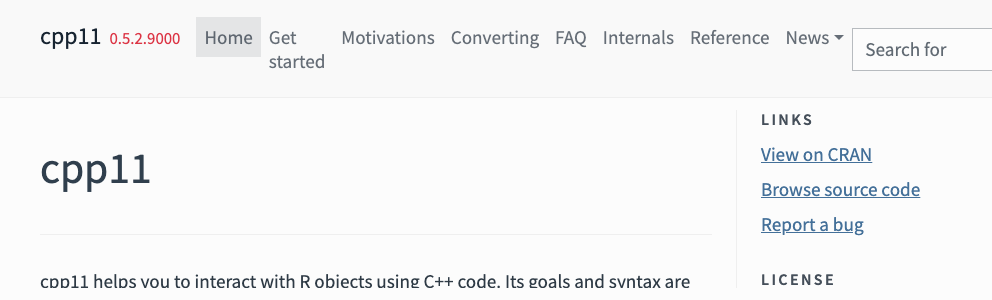 cpp11 0.5.2.9000 Home Get started Motivations Converting FAQ Internals Reference News Search for
cpp11
cpp11 helps you to interact with R objects using C++ code. Its goals and syntax are
LINKS
View on CRAN
Browse source code
Report a bug
LICENSE